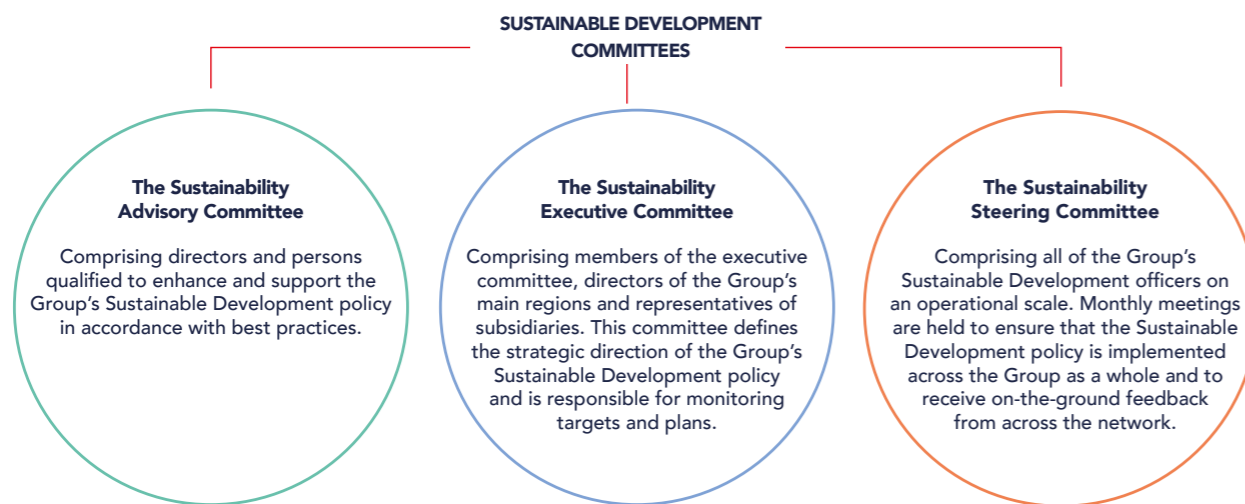 SUSTAINABLE DEVELOPMENT
COMMITTEES
The Sustainability
Advisory Committee
Comprising directors and persons
qualified to enhance and support the
Group’s Sustainable Development policy
in accordance with best practices.
The Sustainability
Executive Committee
Comprising members of the executive
committee, directors of the Group’s
main regions and representatives of
subsidiaries. This committee defines
the strategic direction of the Group’s
Sustainable Development policy
and is responsible for monitoring
targets and plans.
The Sustainability
Steering Committee
Comprising all of the Group’s
Sustainable Development officers on
an operational scale. Monthly meetings
are held to ensure that the Sustainable
Development policy is implemented
across the Group as a whole and to
receive on-the-ground feedback
from across the network.